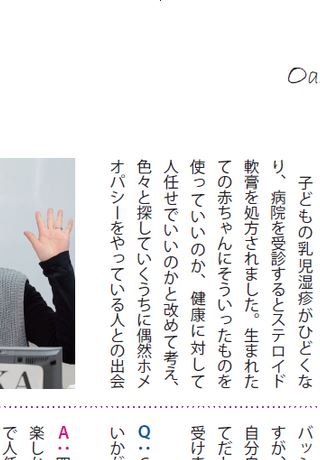 Oa
子どもの乳児湿疹がひどくな
り、病院を受診するとステロイド
軟膏を処方されました。生まれた
ての赤ちゃんにそういったものを
使っていいのか、健康に対して
人任せでいいのかと改めて考え、
色々と探していくうちに偶然ホメ
オパシーをやっている人との出会
KA
バッ
すが、
自分
てだ
受け
Q：
いか
A：
楽し
で人